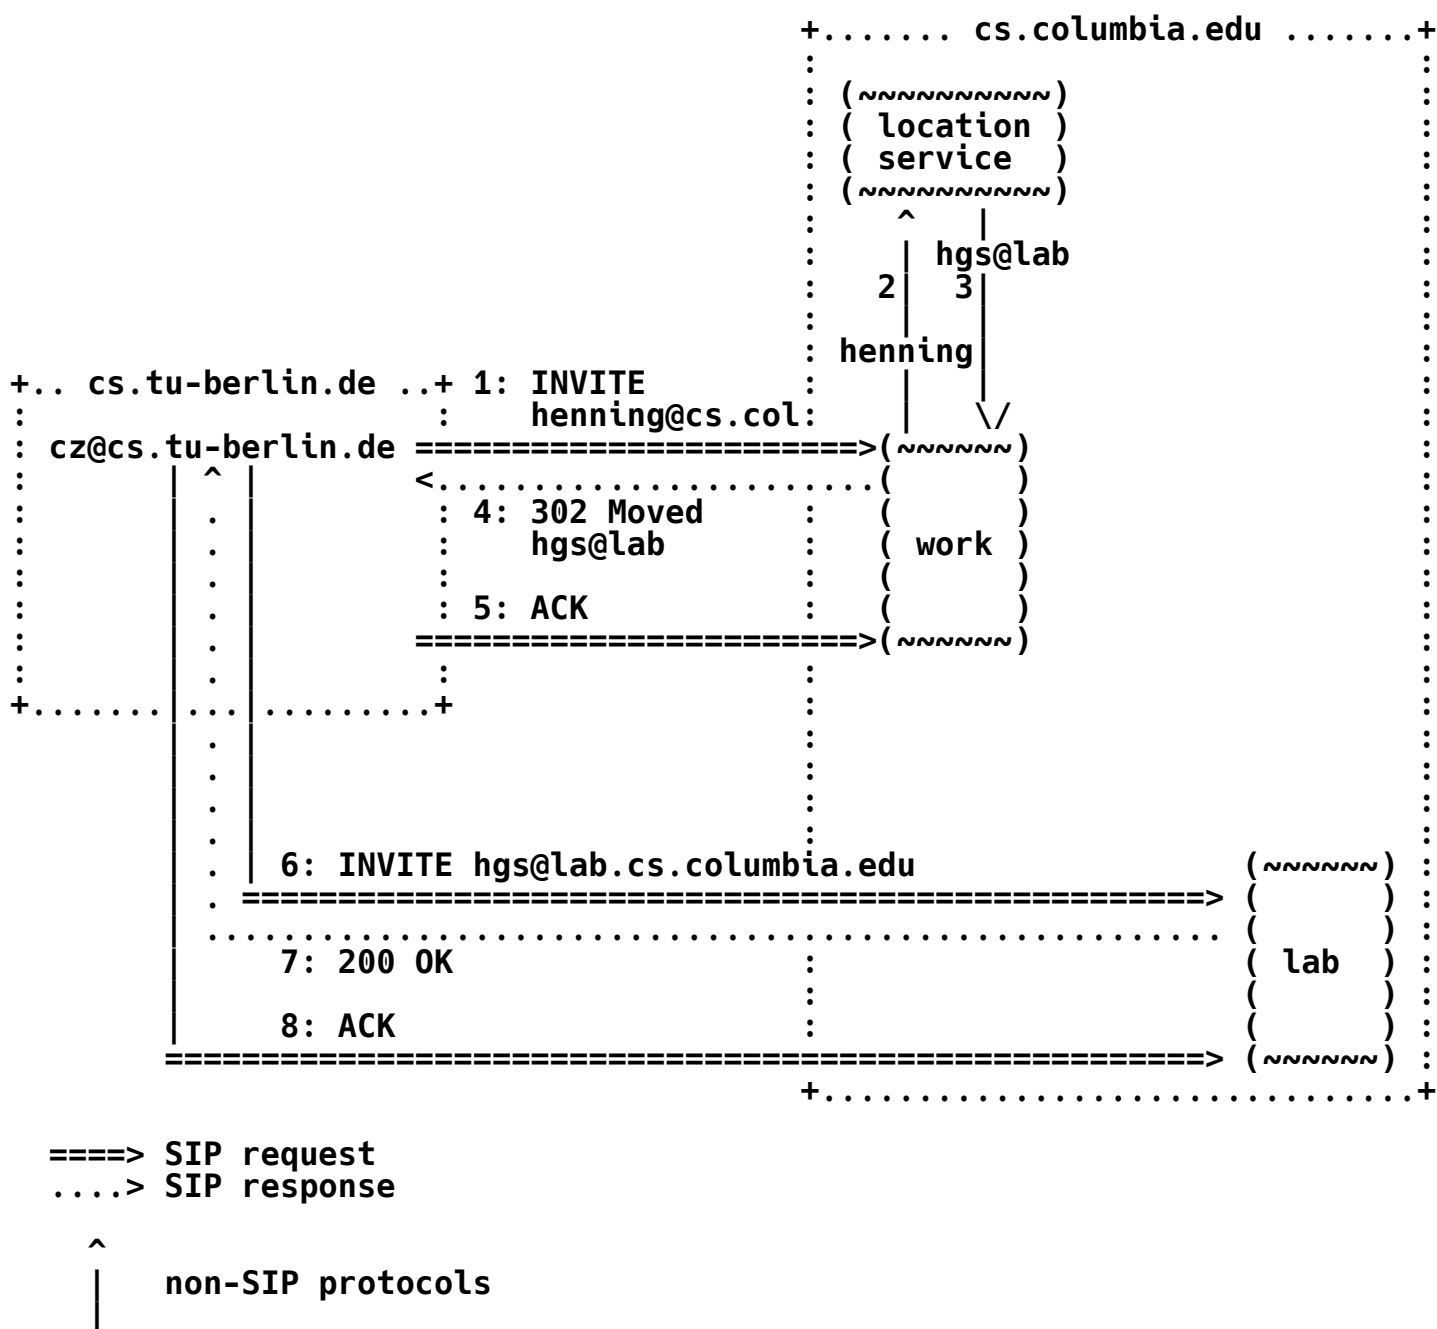 +....... cs.columbia.edu .......+
:                               :
: (~~~~~~~~~~)                  :
: ( location )                  :
: ( service  )                  :
: (~~~~~~~~~~)                  :
:    ^   |                      :
:    | hgs@lab                  :
:   2|  3|                      :
:    |   |                      :
: henning|                      :
+.. cs.tu-berlin.de ..+ 1: INVITE        :    |   |                      :
:                     :    henning@cs.col:    |   \/                     :
: cz@cs.tu-berlin.de =======================>(~~~~~~)                    :
:       | ^ |        <.......................(      )                    :
:       | . |         : 4: 302 Moved     :   (      )                    :
:       | . |         :    hgs@lab       :   ( work )                    :
:       | . |         :                  :   (      )                    :
:       | . |         : 5: ACK           :   (      )                    :
:       | . |        =======================>(~~~~~~)                    :
:       | . |         :                  :                               :
+.......|...|.........+                  :                               :
        | . |                            :                               :
        | . |                            :                               :
        | . |                            :                               :
        | . |                            :                               :
        | . | 6: INVITE hgs@lab.cs.columbia.edu                 (~~~~~~) :
        | . ==================================================> (      ) :
        | ..................................................... (      ) :
        |     7: 200 OK                  :                      ( lab  ) :
        |                                :                      (      ) :
        |     8: ACK                     :                      (      ) :
        ======================================================> (~~~~~~) :
                                         +...............................+
====> SIP request
....> SIP response
^
|   non-SIP protocols
|